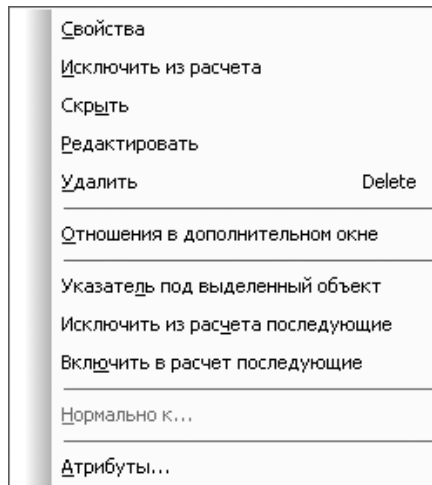 Свойства
Исключить из расчета
Скрыть
Редактировать
Удалить Delete
Отношения в дополнительном окне
Указатель под выделенный объект
Исключить из расчета последующие
Включить в расчет последующие
Нормально к...
Атрибуты...